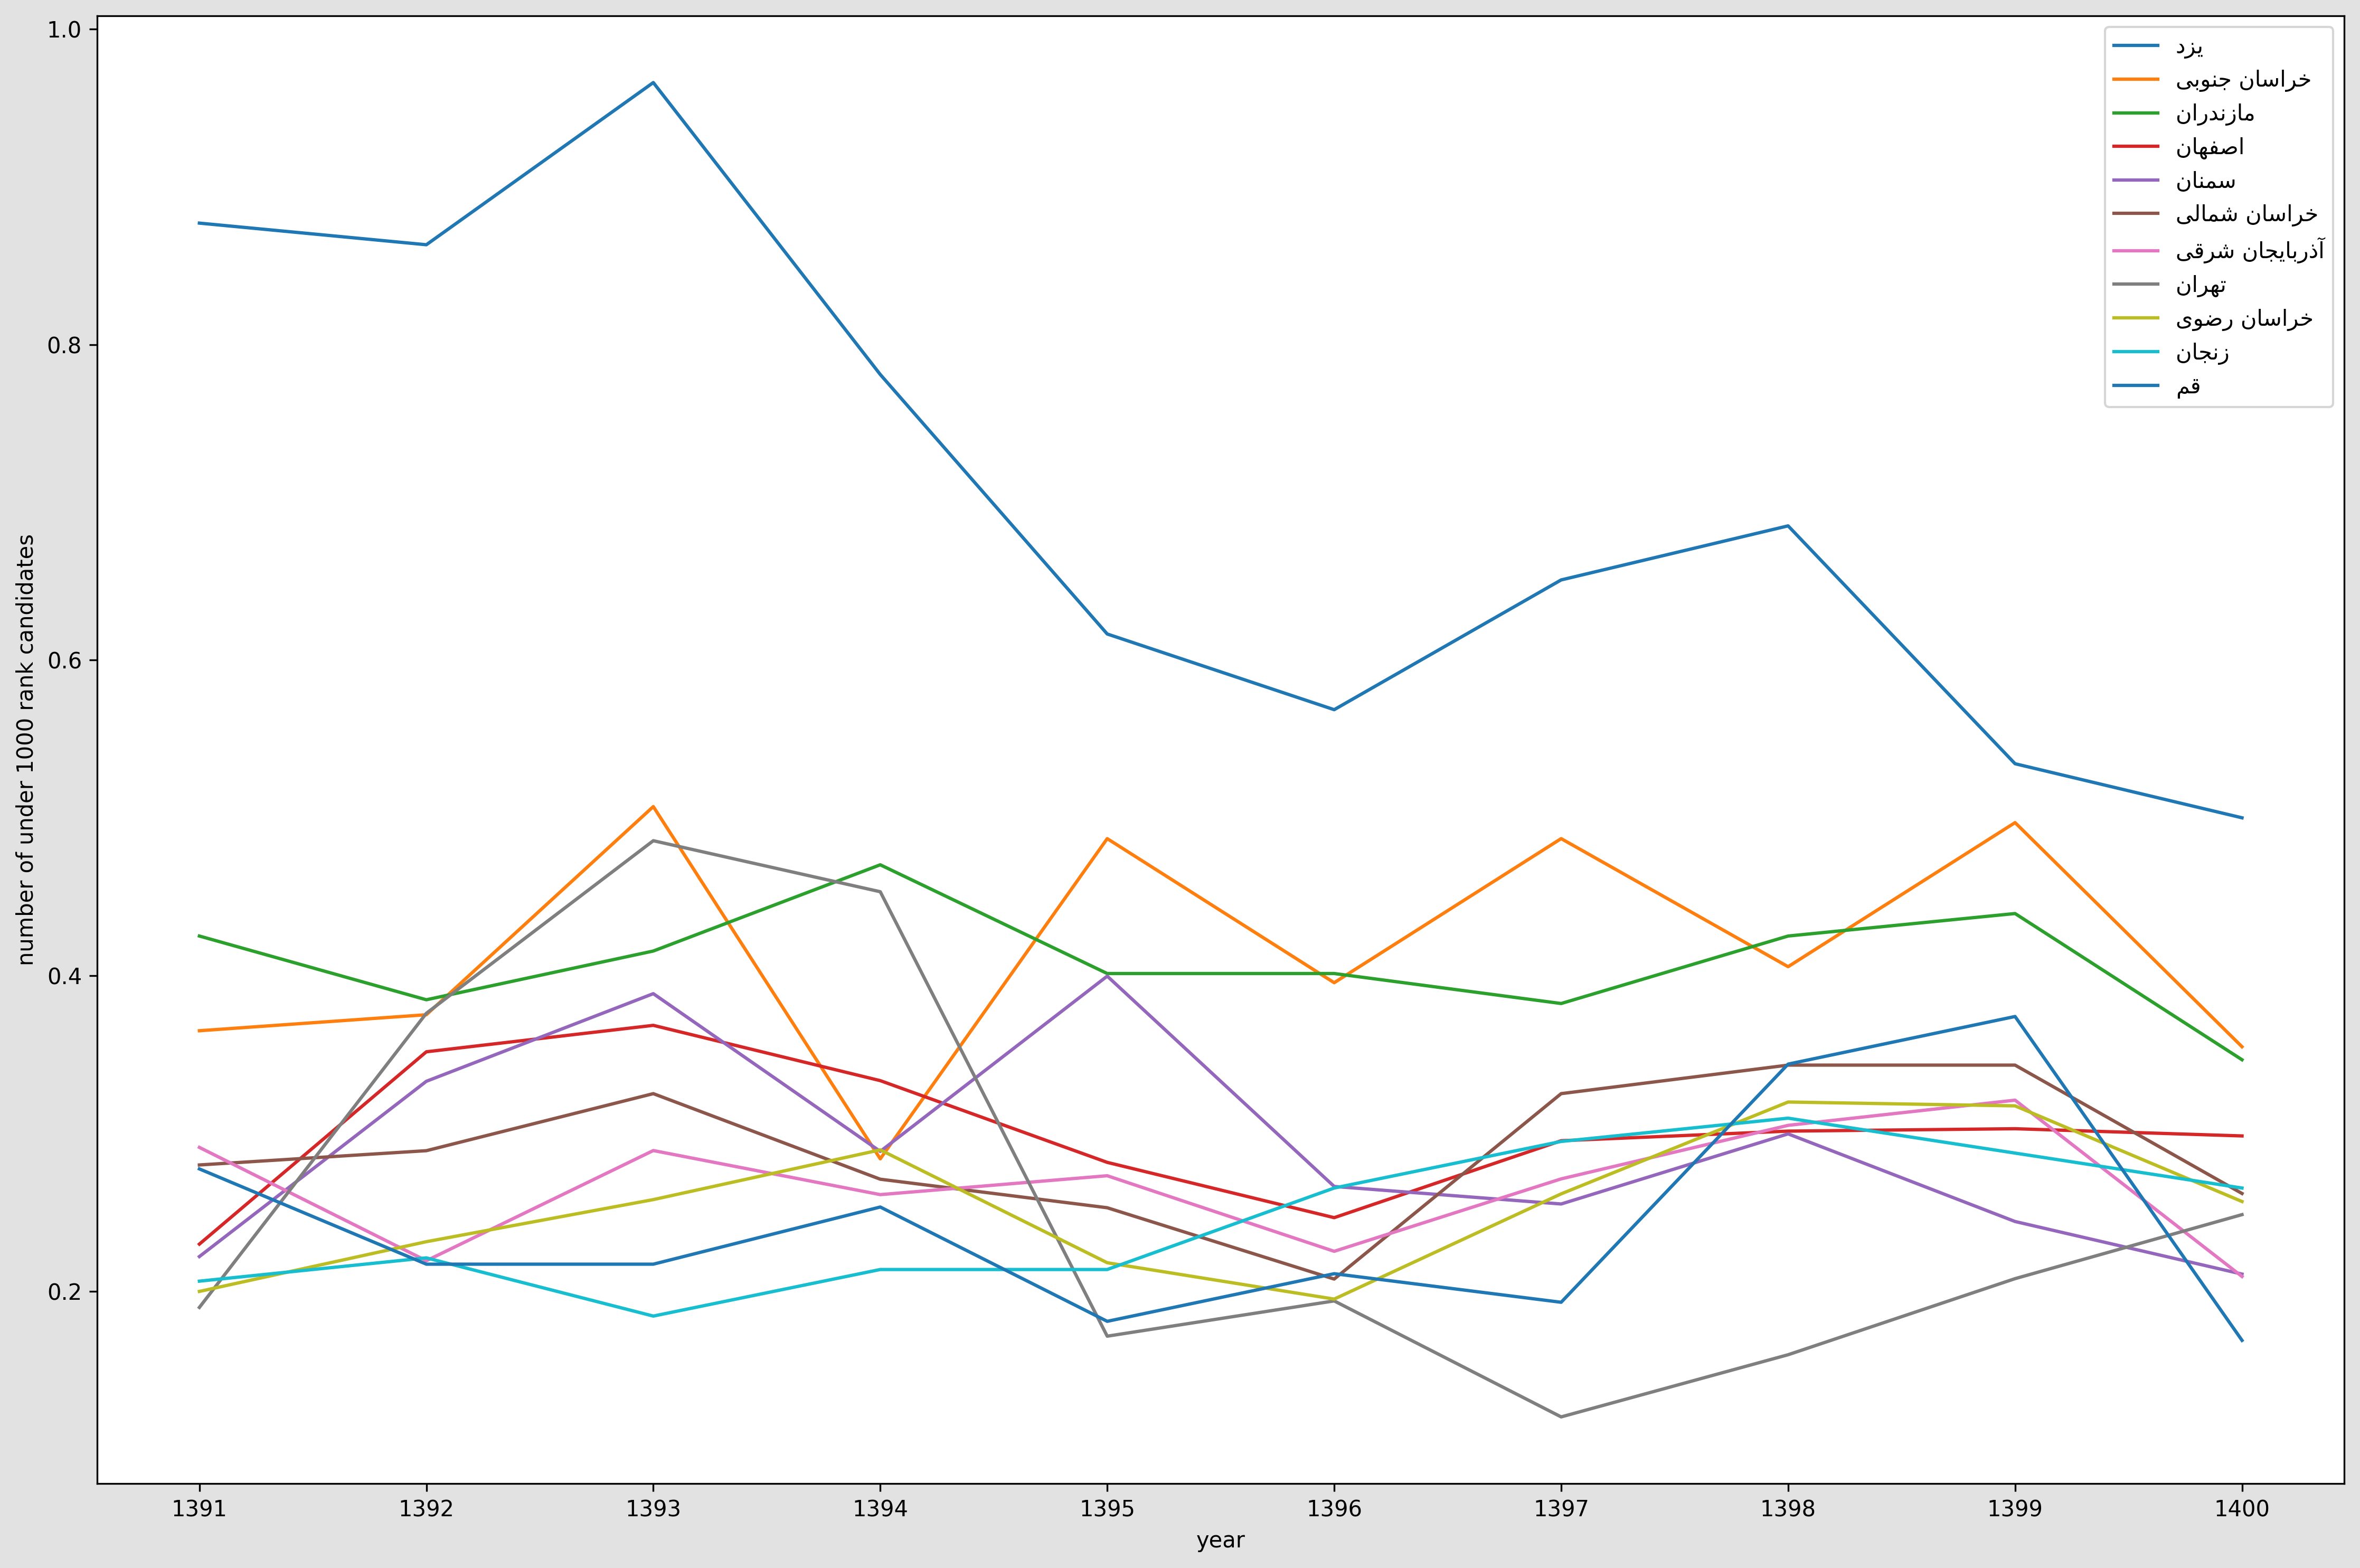 1.0
0.8
0.6
0.4
0.2
number of under 1000 rank candidates
یزد
خراسان جنوبی
مازندران
اصفهان
سمنان
خراسان شمالی
آذربایجان شرقی
تهران
خراسان رضوی
زنجان
قم
1391 1392 1393 1394 1395 1396 1397 1398 1399 1400
year